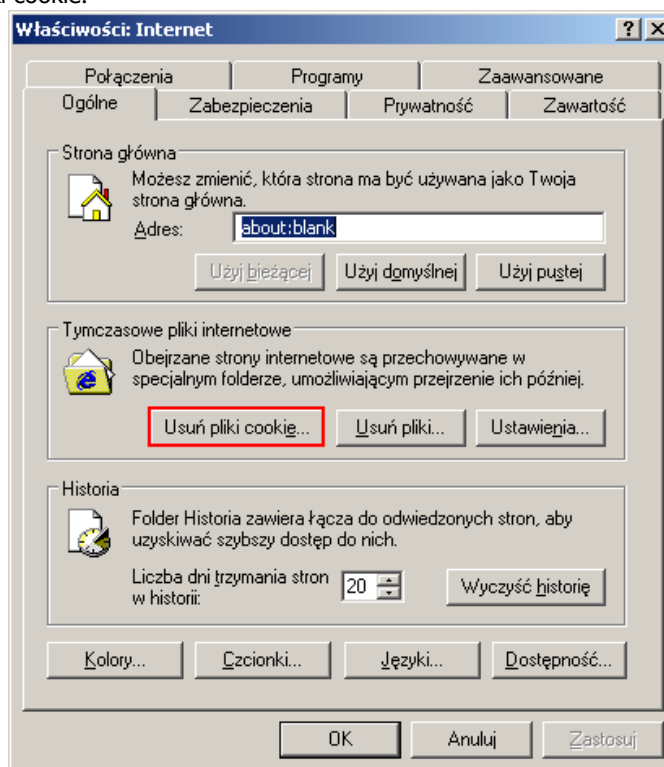 cookie.
Właściwości: Internet
Połączenia Programy Zaawansowane
Ogólne Zabezpieczenia Prywatność Zawartość
Strona główna
Możesz zmienić, która strona ma być używana jako Twoja
strona główna.
Adres: about:blank
Użyj bieżącej Użyj domyślnej Użyj pustej
Tymczasowe pliki internetowe
Obejrzane strony internetowe są przechowywane w
specjalnym folderze, umożliwiającym przejrzenie ich później.
Usuń pliki cookie... Usuń pliki... Ustawienia...
Historia
Folder Historia zawiera łącza do odwiedzonych stron, aby
uzyskiwać szybszy dostęp do nich.
Liczba dni trzymania stron
w historii: 20 Wyczyść historię
Kolory... Czcionki... Języki... Dostępność...
OK Anuluj Zastosuj